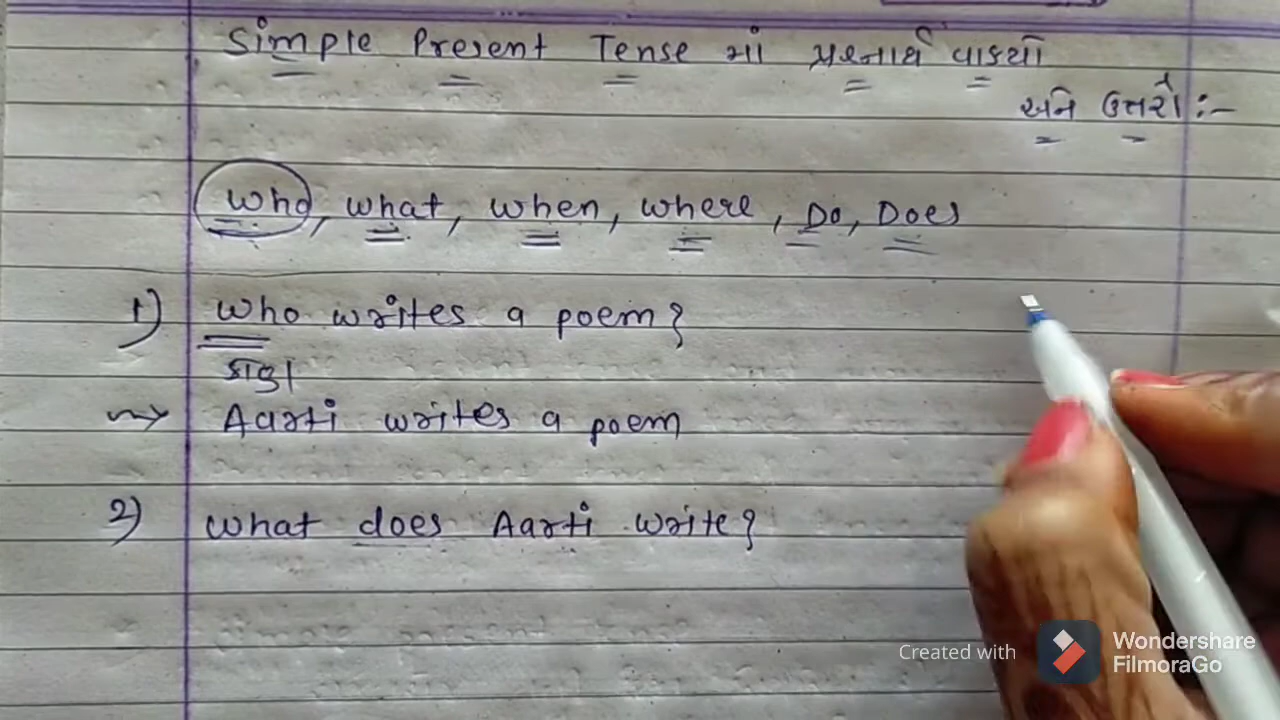 Simple Present Tense માં પ્રશ્નાર્થ વાક્યો
અને ઉત્તરો :-
Who, what, when, where, Do, Does
1) Who writes a poem?
કોણ
Aarti writes a poem
2) What does Aarti write?
Created with Wondershare FilmoraGo